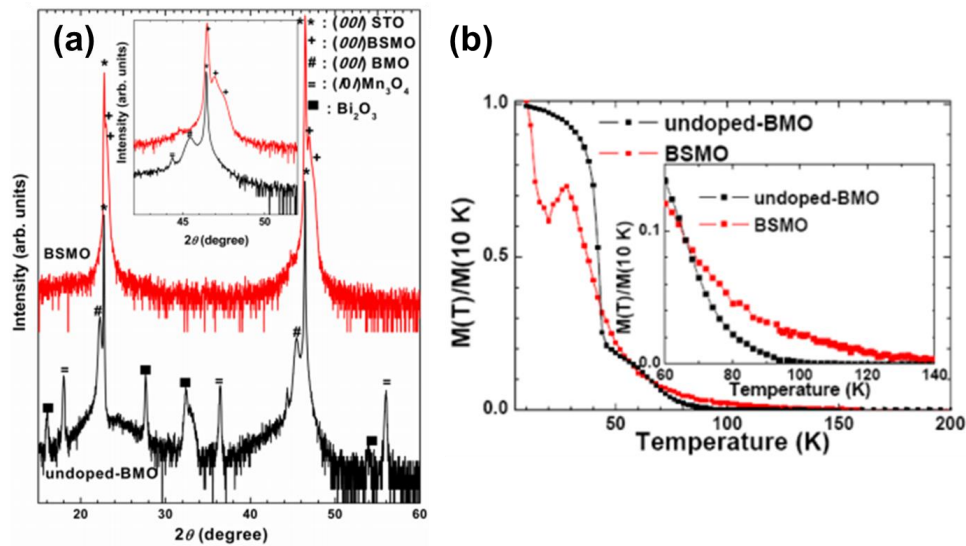 (a)
* : (00l) STO
+ : (00l)BSMO
# : (00l) BMO
= : (l0l)Mn₃O₄
■ : Bi₂O₃
Intensity (arb. units)
45 50
2θ (degree)
* * + + # =
* + + * + +
BSMO
Intensity (arb. units)
* * # # = = = ■ ■ ■ ■
undoped-BMO
20 30 40 50 60
2θ (degree)
(b)
1.0
0.5
0.0
M(T)/M(10 K)
undoped-BMO
BSMO
undoped-BMO
BSMO
0.1
0.0
M(T)/M(10 K)
60 80 100 120 140
Temperature (K)
50 100 150 200
Temperature (K)